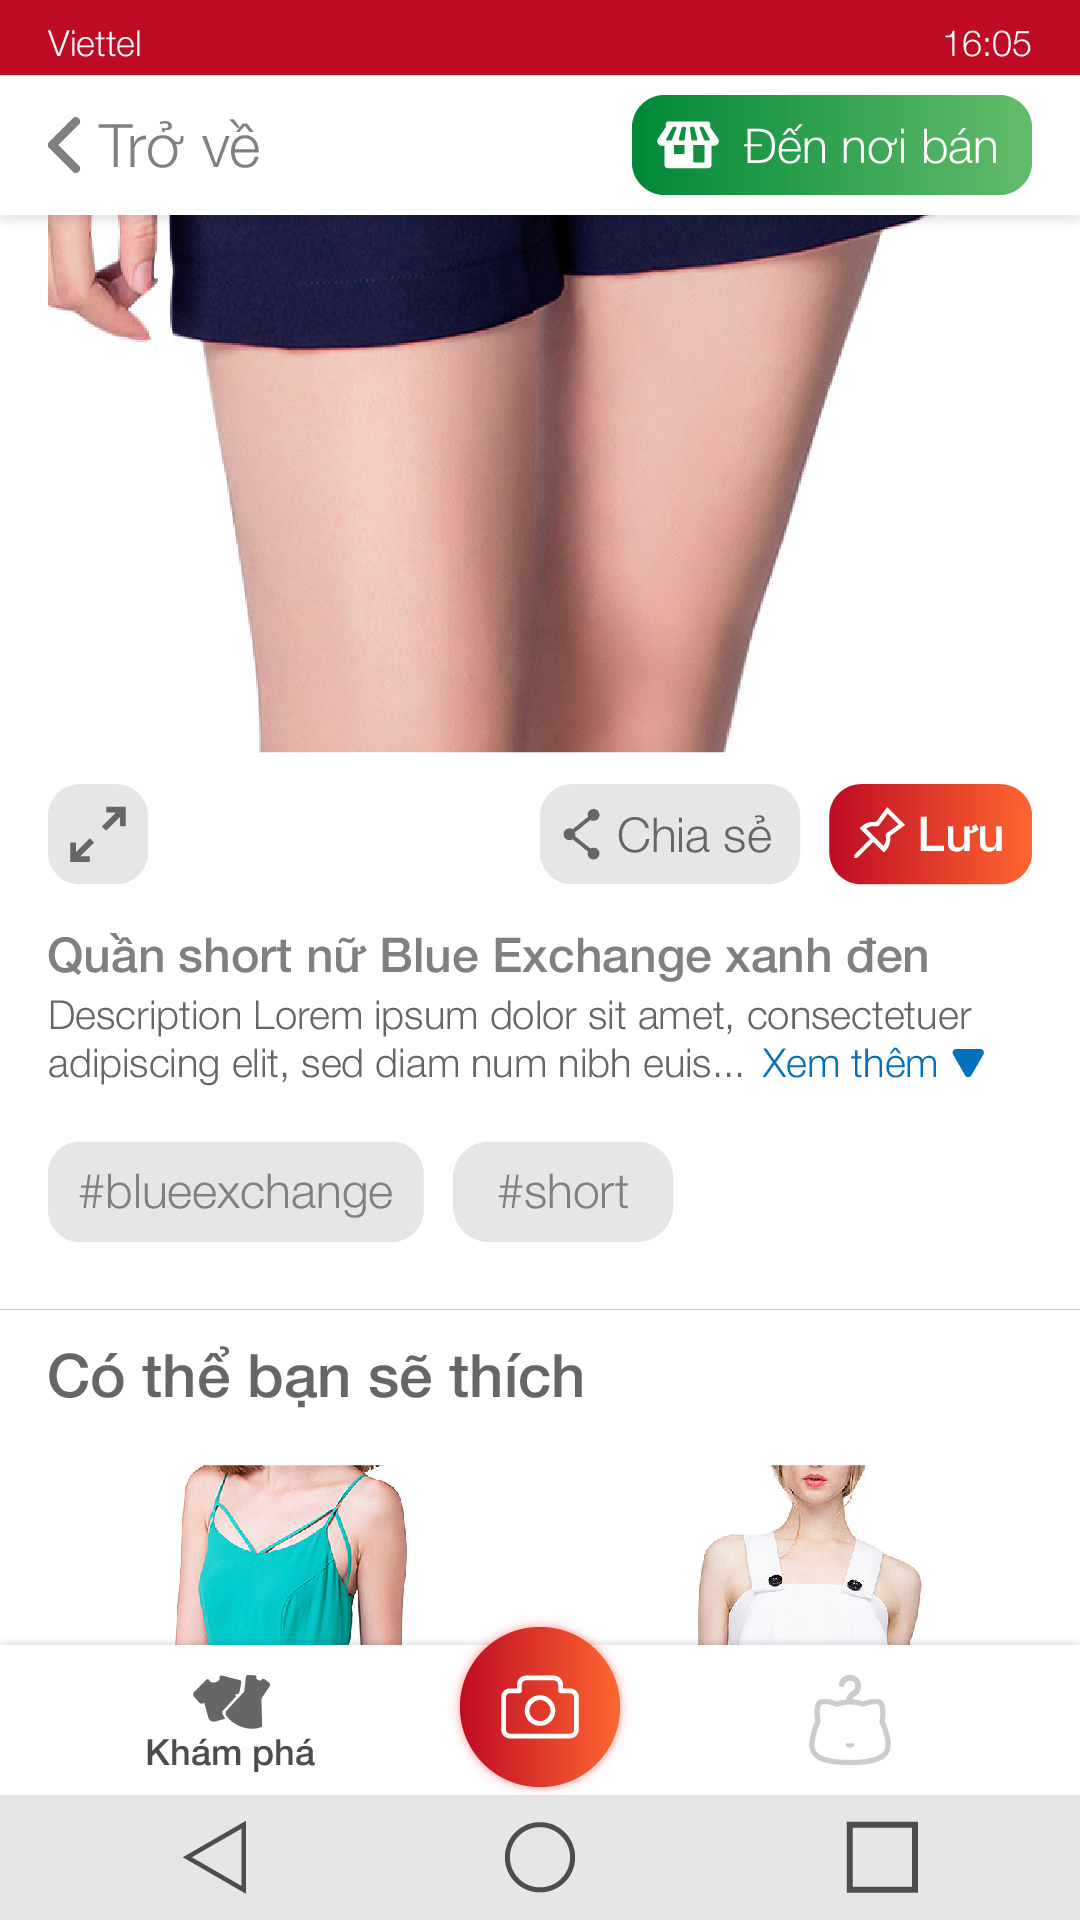 Viettel
16:05
Trở về
Đến nơi bán
Chia sẻ
Lưu
Quần short nữ Blue Exchange xanh đen
Description Lorem ipsum dolor sit amet, consectetuer
adipiscing elit, sed diam num nibh euis... Xem thêm
#blueexchange
#short
Có thể bạn sẽ thích
Khám phá